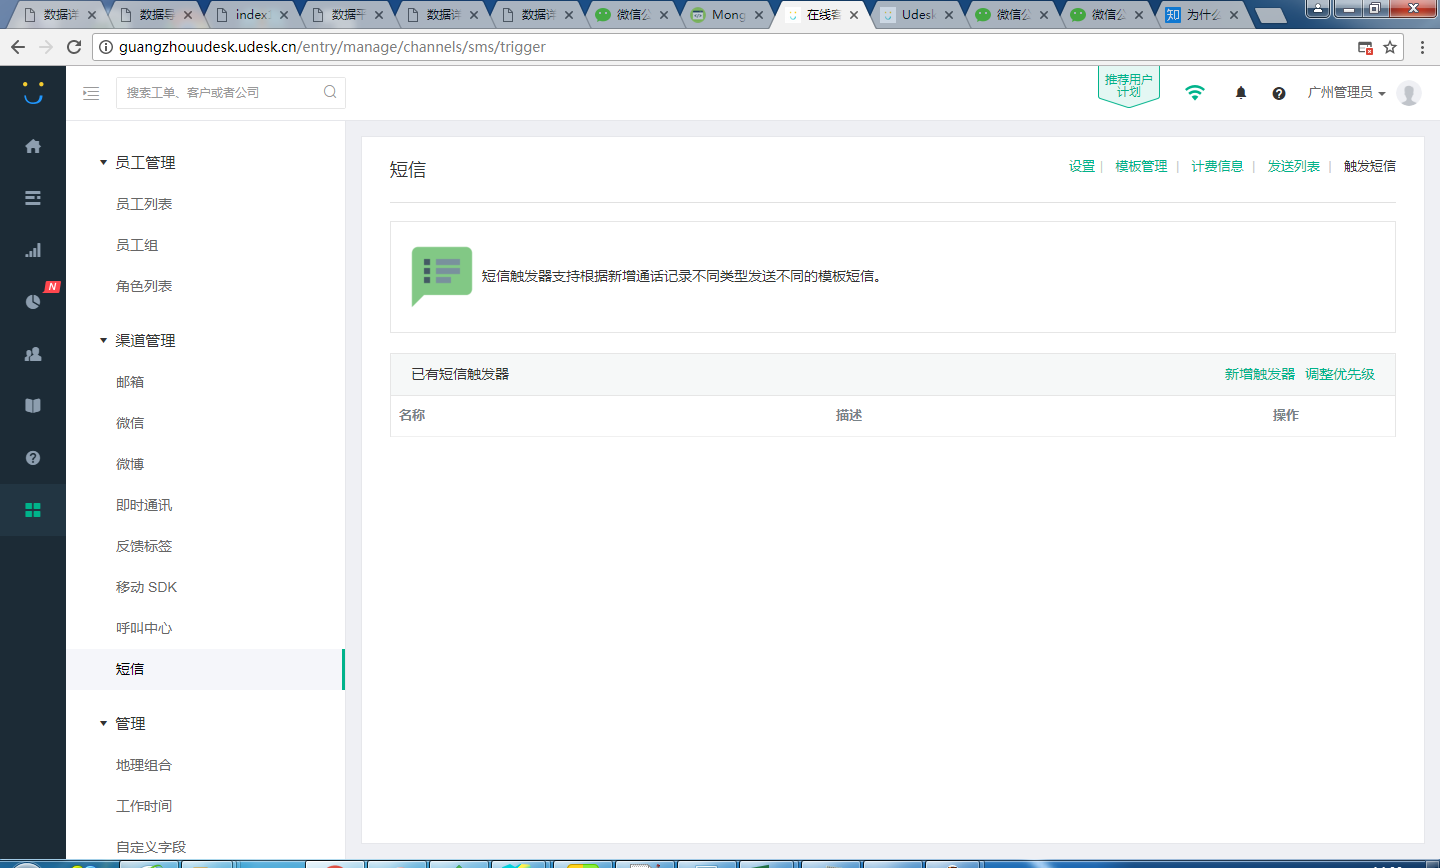 数据详
数据导
index
数据平
数据详
数据详
微信公
Mong
在线客
Udesk
微信公
微信公
知 为什么
guangzhouudesk.udesk.cn/entry/manage/channels/sms/trigger
搜索工单、客户或者公司
推荐用户
计划
广州管理员
N
员工管理
员工列表
员工组
角色列表
渠道管理
邮箱
微信
微博
即时通讯
反馈标签
移动 SDK
呼叫中心
短信
管理
地理组合
工作时间
自定义字段
短信
设置 | 模板管理 | 计费信息 | 发送列表 | 触发短信
短信触发器支持根据新增通话记录不同类型发送不同的模板短信。
已有短信触发器
新增触发器 调整优先级
名称 描述 操作